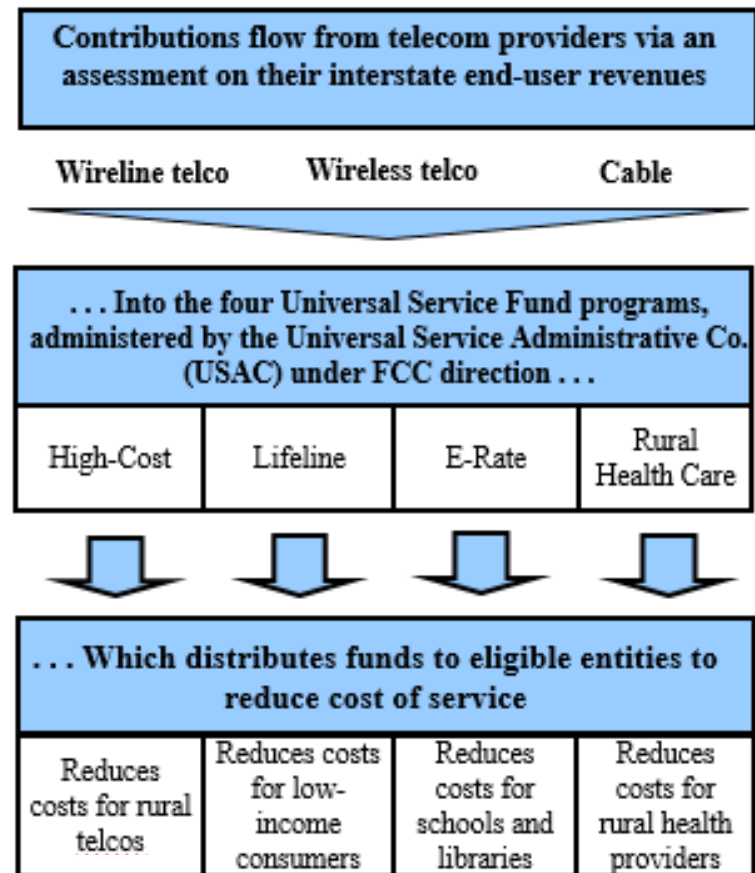 Contributions flow from telecom providers via an
assessment on their interstate end-user revenues
Wireline telco Wireless telco Cable
. . . Into the four Universal Service Fund programs,
administered by the Universal Service Administrative Co.
(USAC) under FCC direction . . .
High-Cost
Lifeline
E-Rate
Rural
Health Care
. . . Which distributes funds to eligible entities to
reduce cost of service
Reduces
costs for rural
telcos
Reduces costs
for low-
income
consumers
Reduces
costs for
schools and
libraries
Reduces
costs for
rural health
providers